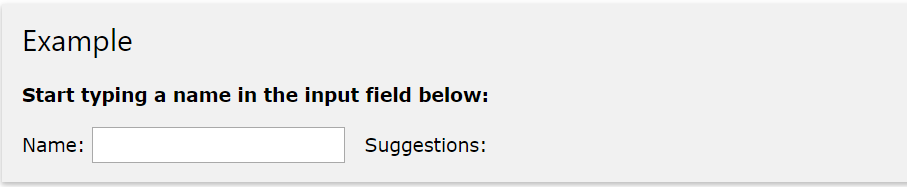 Example
Start typing a name in the input field below:
Name: Suggestions: